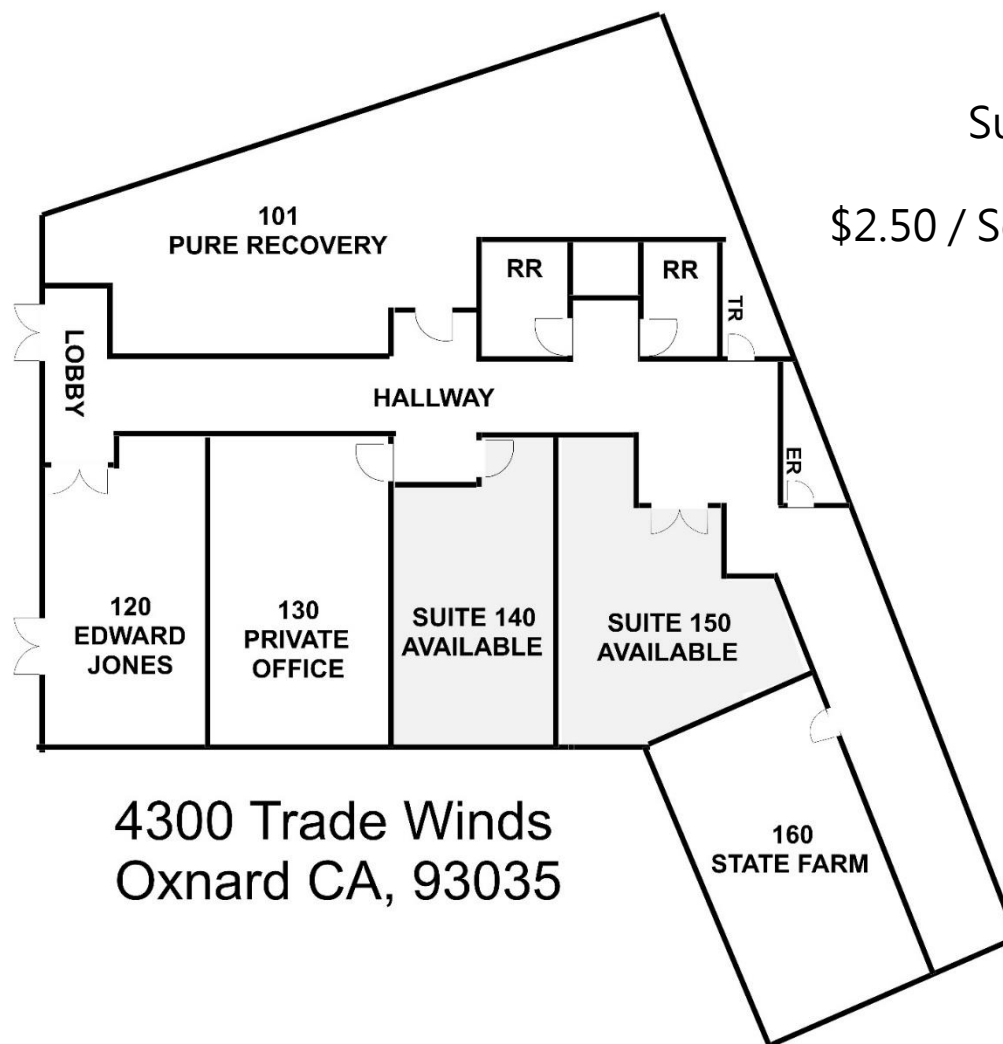 Su
$2.50 / S
101
PURE RECOVERY
RR
RR
TR
LOBBY
HALLWAY
ER
120
EDWARD
JONES
130
PRIVATE
OFFICE
SUITE 140
AVAILABLE
SUITE 150
AVAILABLE
160
STATE FARM
4300 Trade Winds
Oxnard CA, 93035